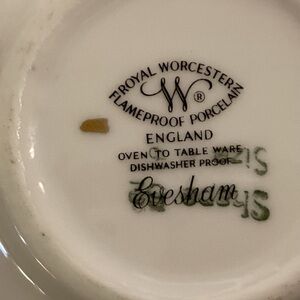 ROYAL WORCESTER
W ®
FLAMEPROOF PORCELAIN
ENGLAND
OVEN TO TABLE WARE
DISHWASHER PROOF
Evesham